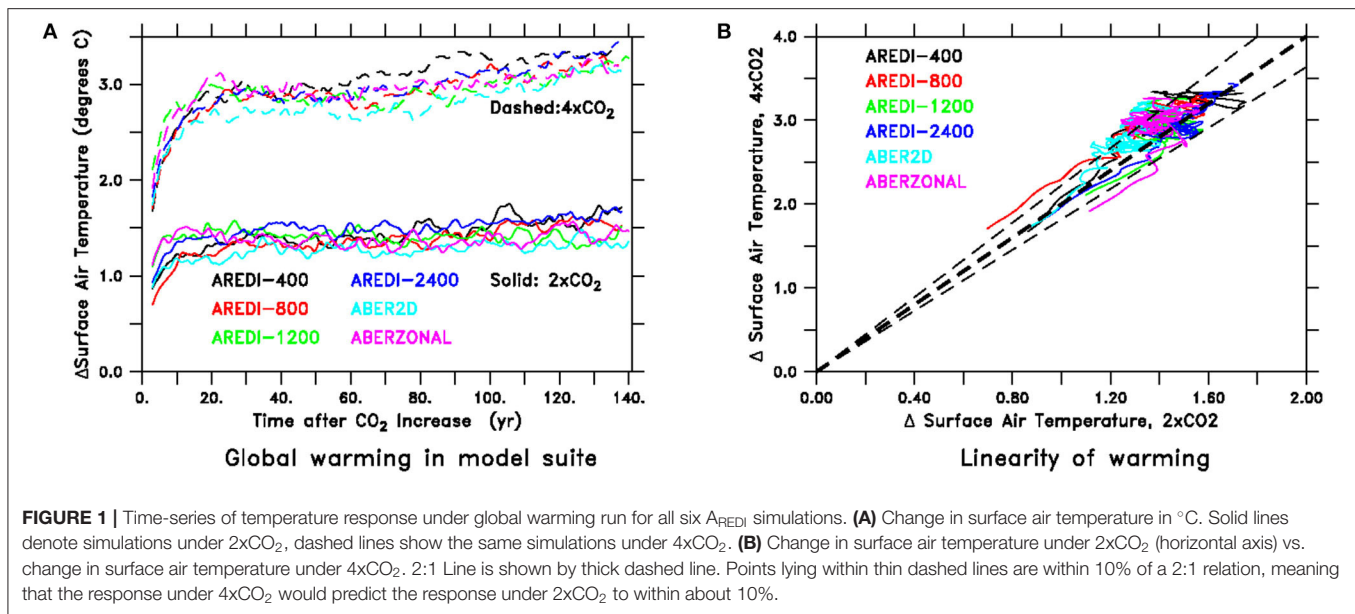 A
ΔSurface Air Temperature (degrees C)
3.0
2.0
1.0
0.0
Dashed:4xCO₂
AREDI-400
AREDI-2400
Solid: 2xCO₂
AREDI-800
ABER2D
AREDI-1200
ABERZONAL
0.
20.
40.
60.
80.
100.
120.
140.
Time after CO₂ Increase (yr)
Global warming in model suite
B
Δ Surface Air Temperature, 4xCO2
4.0
3.0
2.0
1.0
0.0
AREDI-400
AREDI-800
AREDI-1200
AREDI-2400
ABER2D
ABERZONAL
0.00
0.40
0.80
1.20
1.60
2.00
Δ Surface Air Temperature, 2xCO2
Linearity of warming
FIGURE 1 | Time-series of temperature response under global warming run for all six AREDI simulations. (A) Change in surface air temperature in °C. Solid lines
denote simulations under 2xCO₂, dashed lines show the same simulations under 4xCO₂. (B) Change in surface air temperature under 2xCO₂ (horizontal axis) vs.
change in surface air temperature under 4xCO₂. 2:1 Line is shown by thick dashed line. Points lying within thin dashed lines are within 10% of a 2:1 relation, meaning
that the response under 4xCO₂ would predict the response under 2xCO₂ to within about 10%.